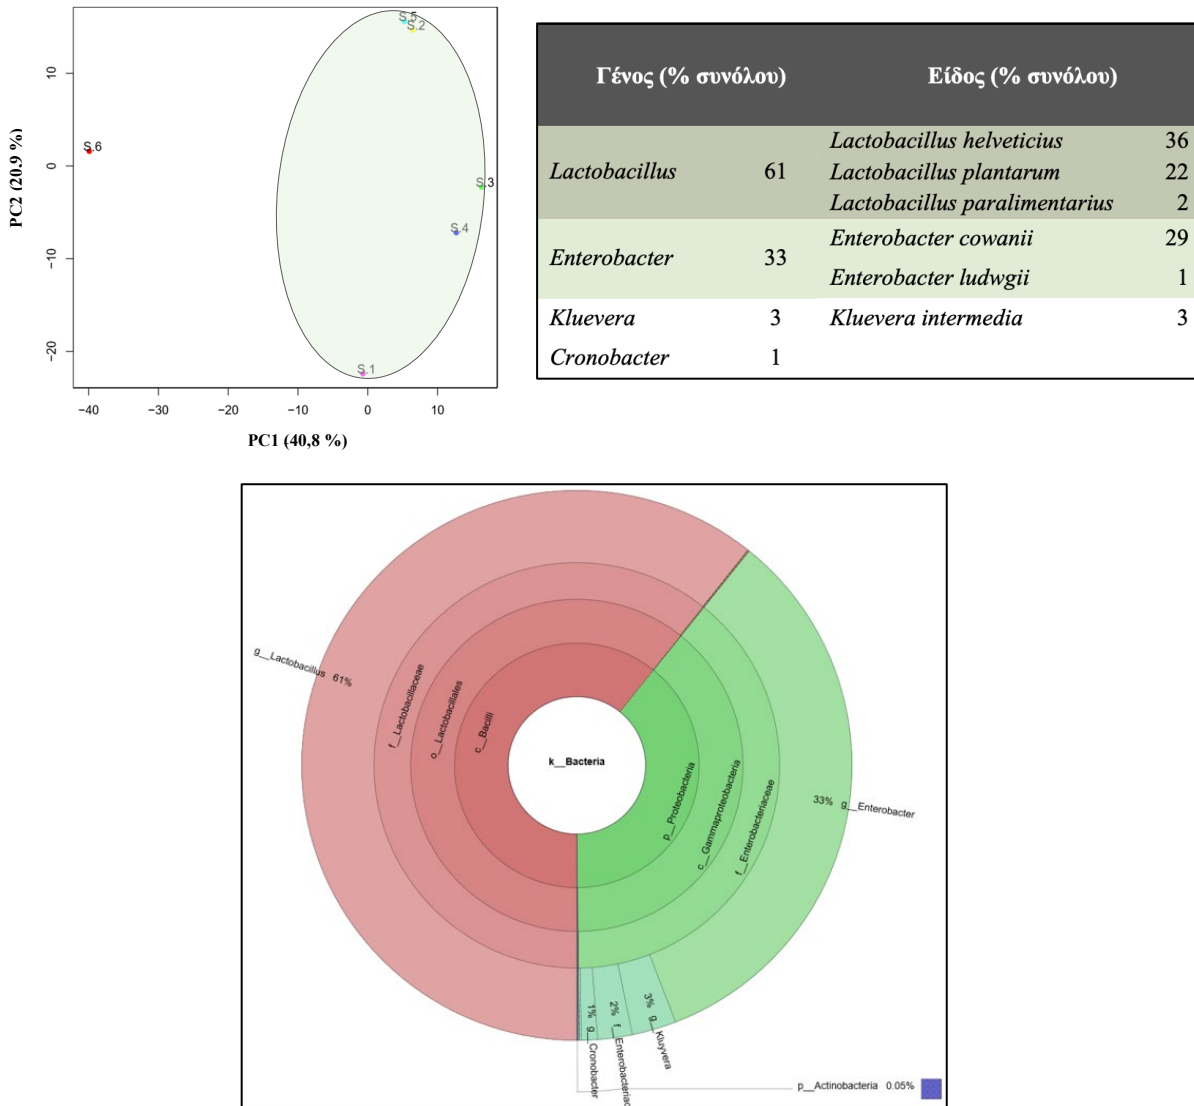 S.5
S.2
S.6
S.3
S.4
S.1
PC2 (20.9 %)
10
0
−10
−20
−40
−30
−20
−10
0
10
PC1 (40,8 %)
Γένος (% συνόλου) Είδος (% συνόλου)
Lactobacillus 61
Lactobacillus helveticius 36
Lactobacillus plantarum 22
Lactobacillus paralimentarius 2
Enterobacter 33
Enterobacter cowanii 29
Enterobacter ludwgii 1
Kluevera 3 Kluevera intermedia 3
Cronobacter 1
g__Lactobacillus 61%
f__Lactobacillaceae
o__Lactobacillales
c__Bacilli
k__Bacteria
p__Proteobacteria
c__Gammaproteobacteria
f__Enterobacteriaceae
33% g__Enterobacter
3% g__Kluyvera
2% f__Enterobacteriac
1% g__Cronobacter
p__Actinobacteria 0.05%